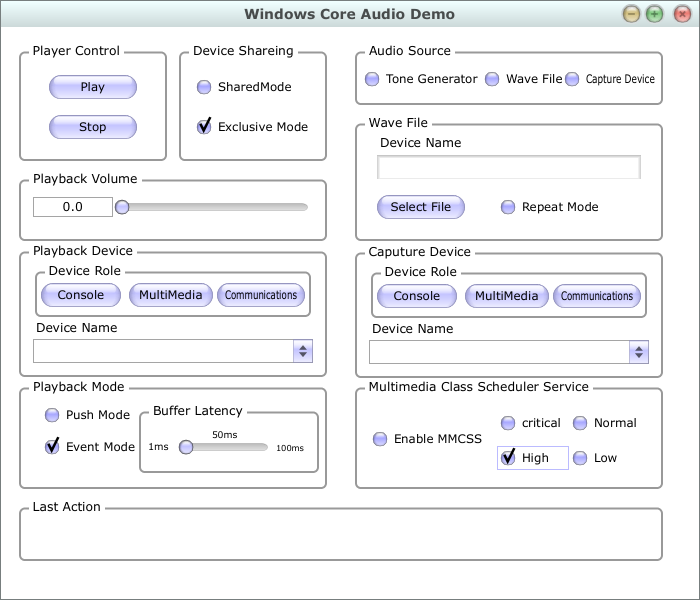 Windows Core Audio Demo
Player Control
Play
Stop
Device Shareing
SharedMode
Exclusive Mode
Audio Source
Tone Generator Wave File Capture Device
Wave File
Device Name
Select File Repeat Mode
Playback Volume
0.0
Playback Device
Device Role
Console MultiMedia Communications
Device Name
Caputure Device
Device Role
Console MultiMedia Communications
Device Name
Playback Mode
Push Mode
Event Mode
Buffer Latency
50ms
1ms 100ms
Multimedia Class Scheduler Service
Enable MMCSS
critical Normal
High Low
Last Action